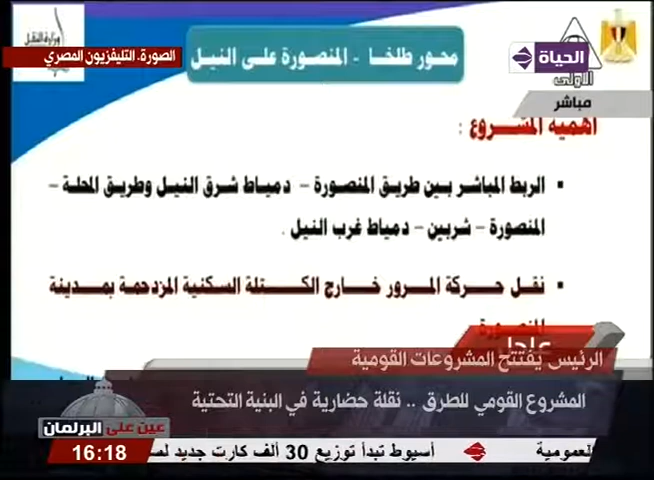 وزارة النقل
الصورة.التليفزيون المصري
محور طلخا - المنصورة على النيل
الحياة
الأولى
مباشر
أهمية المشروع :
▪ الربط المباشر بين طريق المنصورة - دمياط شرق النيل وطريق المحلة -
المنصورة - شربين - دمياط غرب النيل .
▪ نقل حركة المرور خارج الكتلة السكنية المزدحمة بمدينة
المنصورة
عاجل
الرئيس يفتتح المشروعات القومية
المشروع القومي للطرق .. نقلة حضارية في البنية التحتية
عين على البرلمان
16:18
العمومية
أسيوط تبدأ توزيع 30 ألف كارت جديد